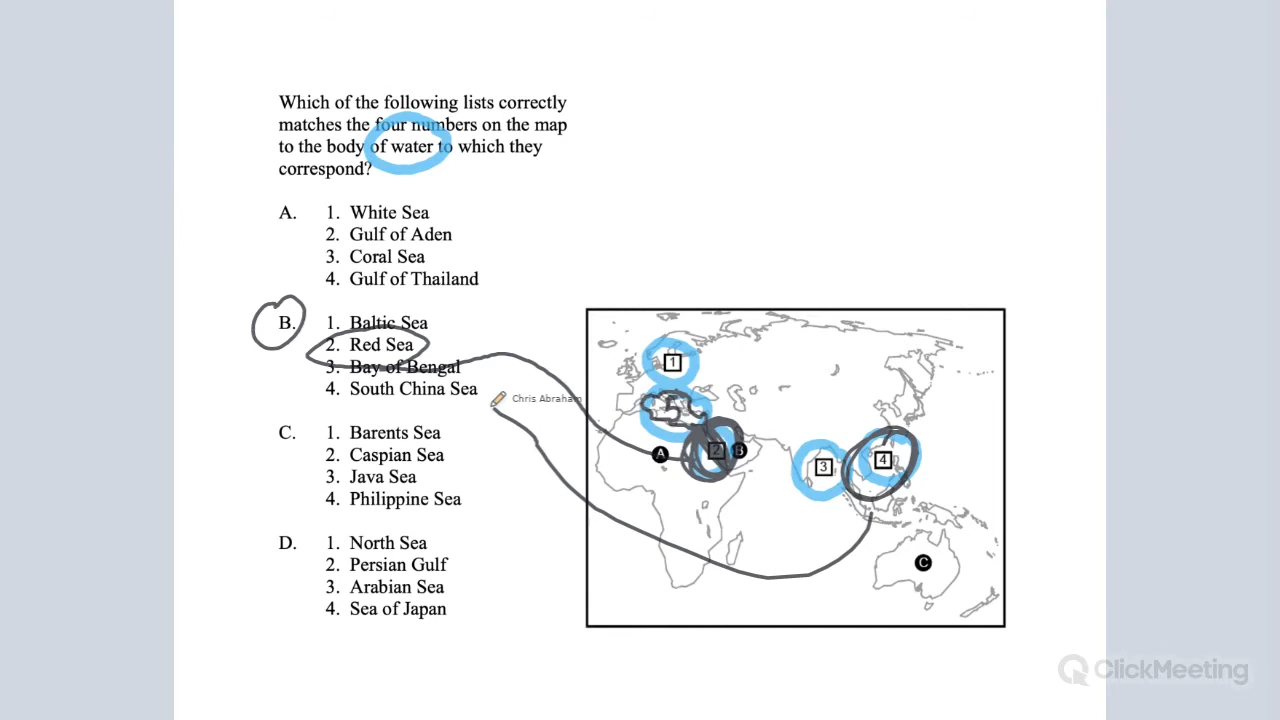 Which of the following lists correctly
matches the four numbers on the map
to the body of water to which they
correspond?
A. 1. White Sea
2. Gulf of Aden
3. Coral Sea
4. Gulf of Thailand
B. 1. Baltic Sea
2. Red Sea
3. Bay of Bengal
4. South China Sea
C. 1. Barents Sea
2. Caspian Sea
3. Java Sea
4. Philippine Sea
D. 1. North Sea
2. Persian Gulf
3. Arabian Sea
4. Sea of Japan
Chris Abraham
1
5
A
2
B
3
4
C
ClickMeeting